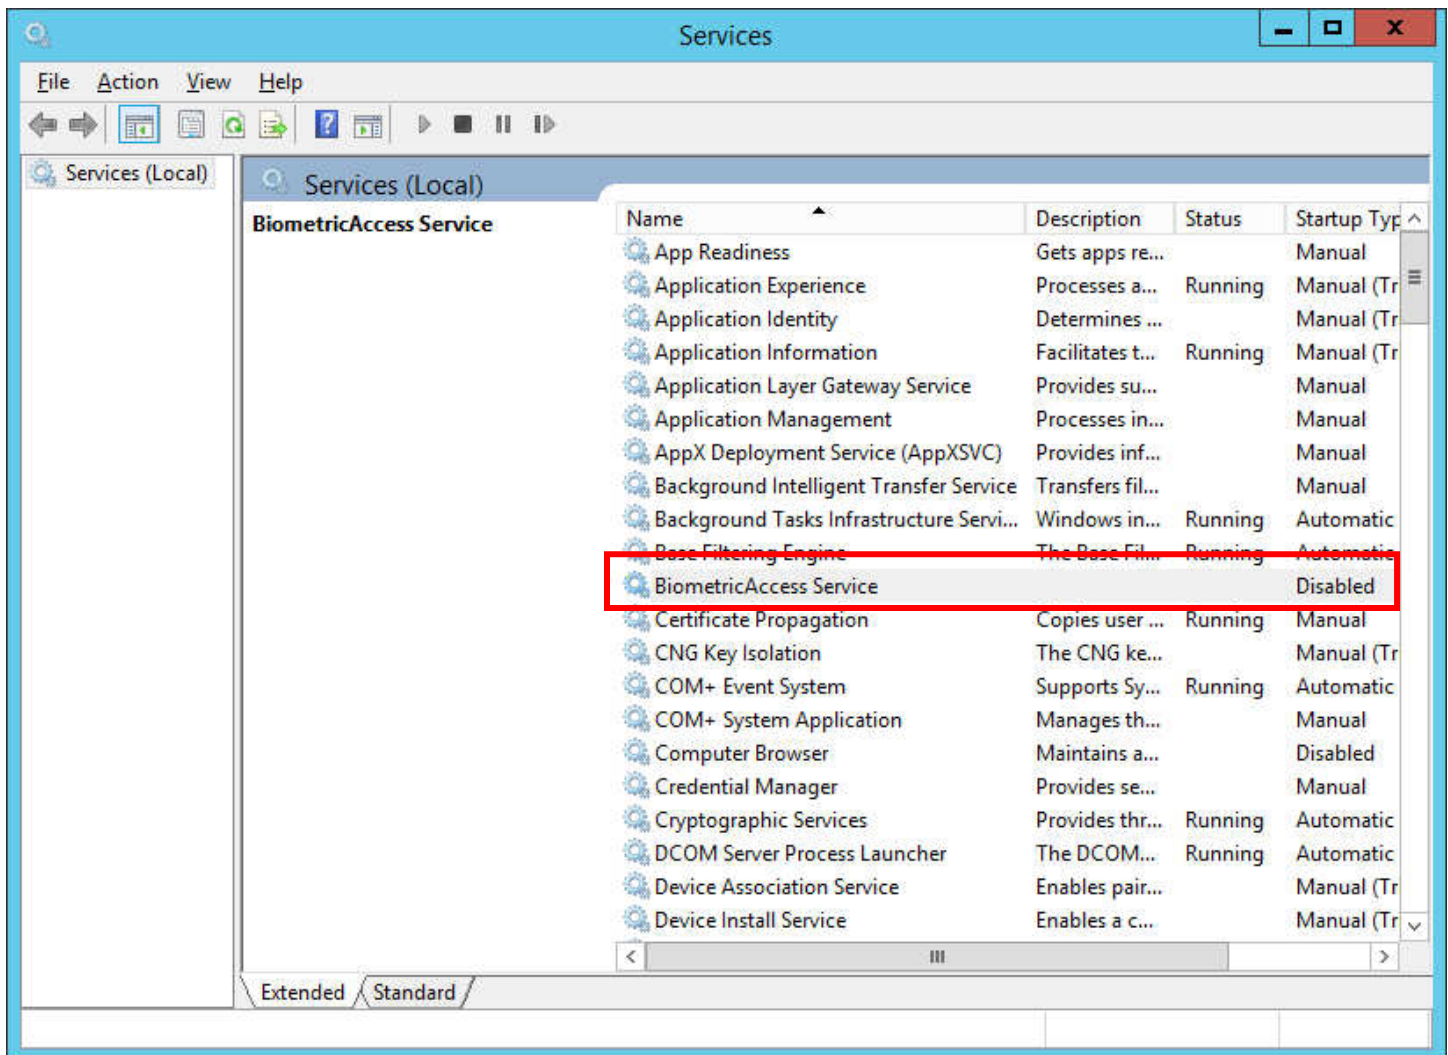 Services
File Action View Help
Services (Local)
Services (Local)
BiometricAccess Service
Name Description Status Startup Typ
App Readiness Gets apps re... Manual
Application Experience Processes a... Running Manual (Tr
Application Identity Determines ... Manual (Tr
Application Information Facilitates t... Running Manual (Tr
Application Layer Gateway Service Provides su... Manual
Application Management Processes in... Manual
AppX Deployment Service (AppXSVC) Provides inf... Manual
Background Intelligent Transfer Service Transfers fil... Manual
Background Tasks Infrastructure Servi... Windows in... Running Automatic
Base Filtering Engine The Base Fil... Running Automatic
BiometricAccess Service Disabled
Certificate Propagation Copies user ... Running Manual
CNG Key Isolation The CNG ke... Manual (Tr
COM+ Event System Supports Sy... Running Automatic
COM+ System Application Manages th... Manual
Computer Browser Maintains a... Disabled
Credential Manager Provides se... Manual
Cryptographic Services Provides thr... Running Automatic
DCOM Server Process Launcher The DCOM... Running Automatic
Device Association Service Enables pair... Manual (Tr
Device Install Service Enables a c... Manual (Tr
Extended Standard